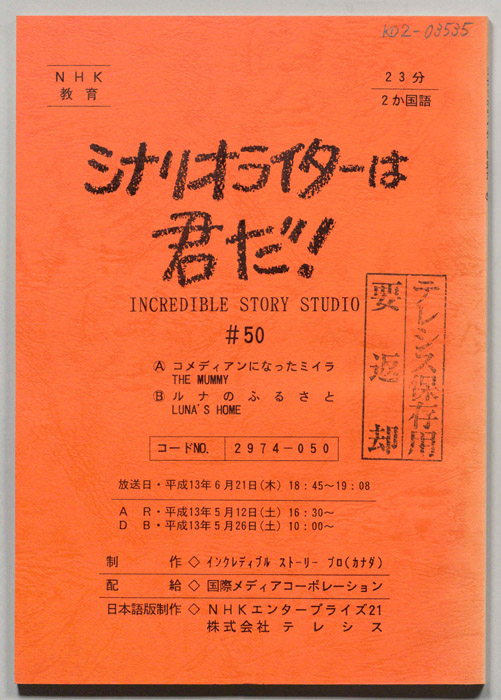 KD2-03535
NHK
教育
23分
2か国語
シナリオライターは
君だ!!
INCREDIBLE STORY STUDIO
#50
Ⓐ コメディアンになったミイラ
THE MUMMY
Ⓑ ルナのふるさと
LUNA'S HOME
テレシス保存用
要返却
コードNO. 2974-050
放送日・平成13年6月21日(木) 18:45~19:08
A R・平成13年5月12日(土) 16:30~
D B・平成13年5月26日(土) 10:00~
制作◇インクレディブル ストーリー プロ(カナダ)
配給◇国際メディアコーポレーション
日本語版制作◇NHKエンタープライズ21
株式会社テレシス